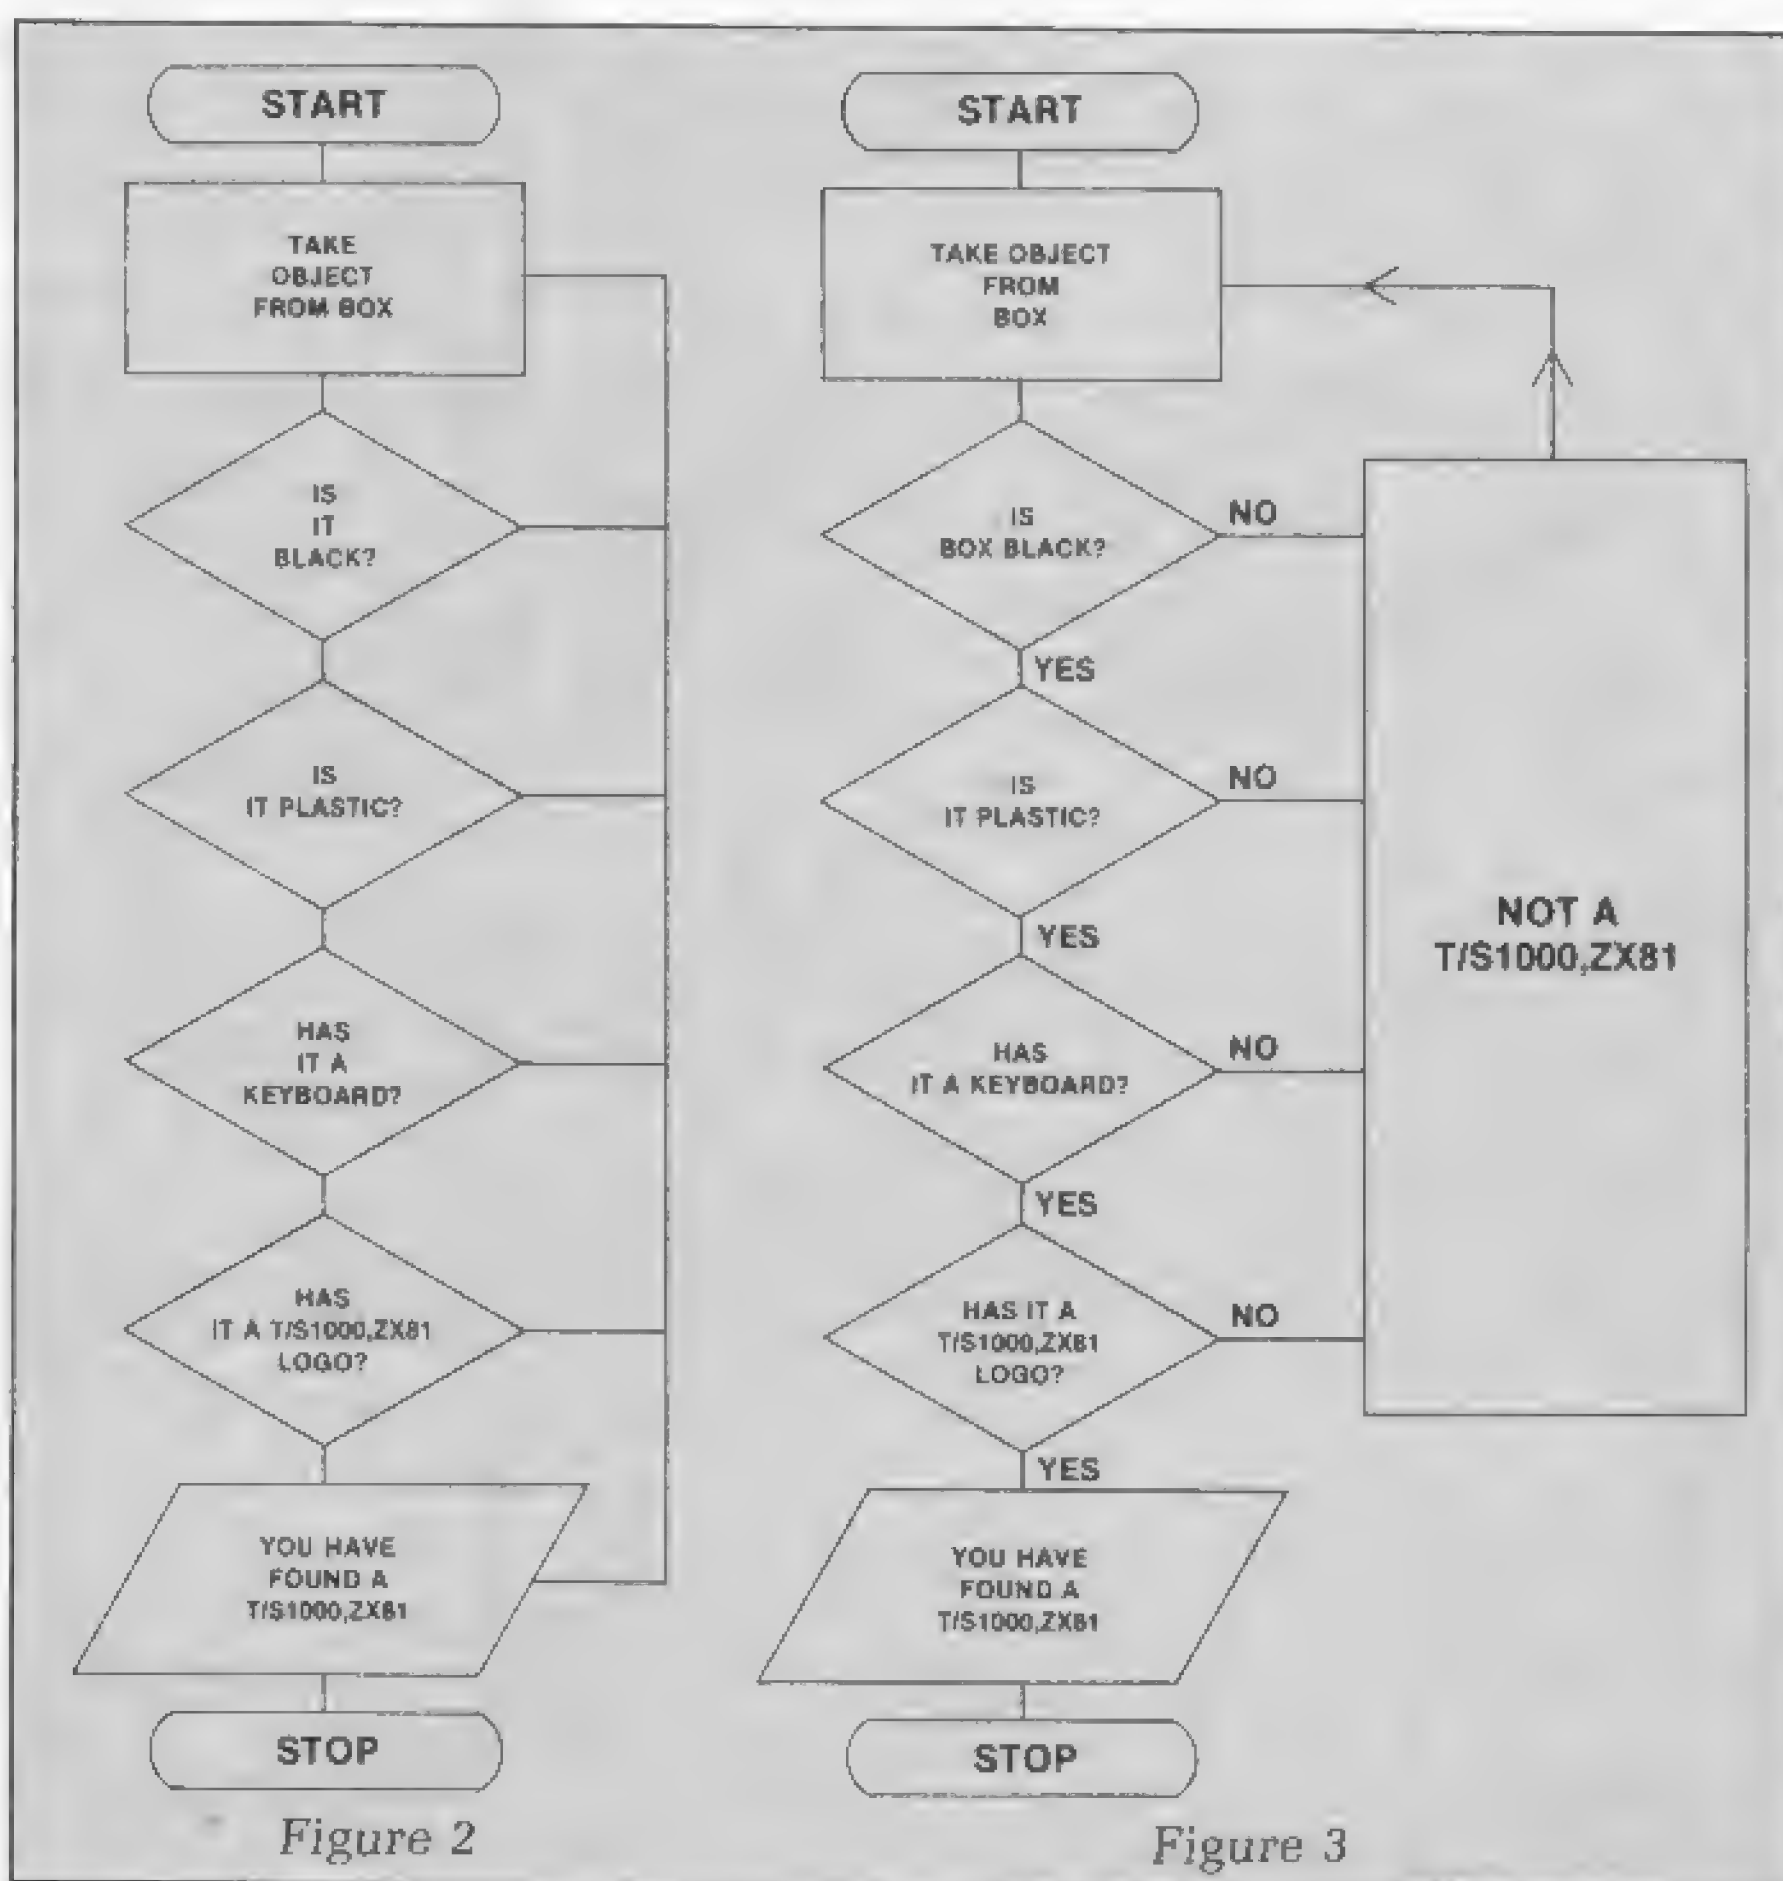 START
TAKE
OBJECT
FROM BOX
IS
IT
BLACK?
IS
IT PLASTIC?
HAS
IT A
KEYBOARD?
HAS
IT A T/S1000,ZX81
LOGO?
YOU HAVE
FOUND A
T/S1000,ZX81
STOP
Figure 2
START
TAKE OBJECT
FROM
BOX
IS
BOX BLACK?
NO
YES
IS
IT PLASTIC?
NO
YES
HAS
IT A KEYBOARD?
NO
YES
HAS IT A
T/S1000,ZX81
LOGO?
NO
YES
NOT A
T/S1000,ZX81
YOU HAVE
FOUND A
T/S1000,ZX81
STOP
Figure 3